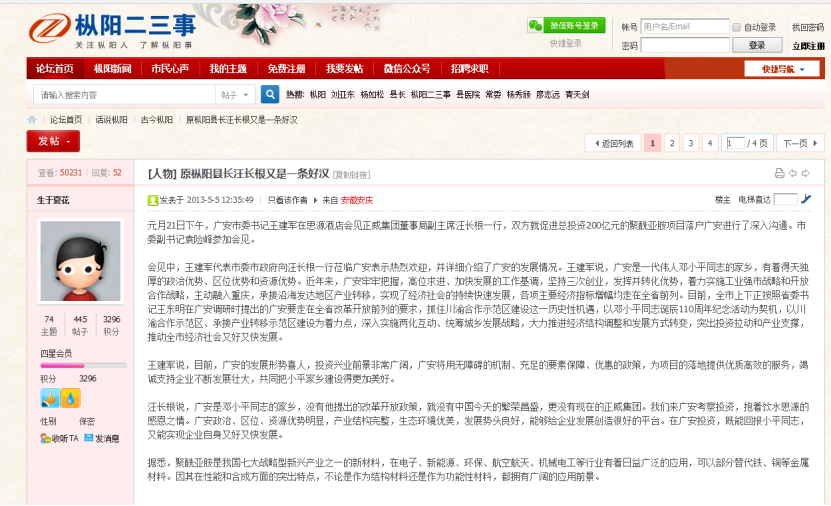 枞阳二三事
关注枞阳人 了解枞阳事
微信账号登录
快捷登录
帐号 用户名/Email 自动登录 找回密码
密码 登录 立即注册
论坛首页 枞阳新闻 市民心声 我的主题 免费注册 我要发帖 微信公众号 招聘求职 快捷导航
请输入搜索内容 帖子 热搜: 枞阳 刘亚东 杨如松 县长 枞阳二三事 县医院 常委 杨秀颀 廖志远 青天剑
论坛首页 话说枞阳 古今枞阳 原枞阳县长汪长根又是一条好汉
发帖 返回列表 1 2 3 4 1 / 4 页 下一页
查看: 50231 | 回复: 52 [人物] 原枞阳县长汪长根又是一条好汉 [复制链接]
生于夏花 发表于 2013-5-5 12:35:49 | 只看该作者 来自 安徽安庆 楼主 电梯直达
元月21日下午，广安市委书记王建军在思源酒店会见正威集团董事局副主席汪长根一行，双方就促进总投资200亿元的聚酰亚胺项目落户广安进行了深入沟通。市
委副书记袁险峰参加会见。
会见中，王建军代表市委市政府向汪长根一行莅临广安表示热烈欢迎，并详细介绍了广安的发展情况。王建军说，广安是一代伟人邓小平同志的家乡，有着得天独
厚的政治优势、区位优势和资源优势。近年来，广安牢牢把握，高位求进、加快发展的工作基调，坚持三次创业，发挥并转化优势，着力实施工业强市战略和开放
合作战略，主动融入重庆，承接沿海发达地区产业转移，实现了经济社会的持续快速发展，各项主要经济指标增幅均走在全省前列。目前，全市上下正按照省委书
记王东明在广安调研时提出的广安要走在全省改革开放前列的要求，抓住川渝合作示范区建设这一历史性机遇，以邓小平同志诞辰110周年纪念活动为契机，以川
渝合作示范区、承接产业转移示范区建设为着力点，深入实施两化互动、统筹城乡发展战略，大力推进经济结构调整和发展方式转变，突出投资拉动和产业支撑，
推动全市经济社会又好又快发展。
王建军说，目前，广安的发展形势喜人，投资兴业前景非常广阔，广安将用无障碍的机制、充足的要素保障、优惠的政策，为项目的落地提供优质高效的服务，竭
诚支持企业不断发展壮大，共同把小平家乡建设得更加美好。
汪长根说，广安是邓小平同志的家乡，没有他提出的改革开放政策，就没有中国今天的繁荣昌盛，更没有现在的正威集团。我们来广安考察投资，抱着饮水思源的
感恩之情。广安政治、区位、资源优势明显，产业结构完整，生态环境优美，发展势头良好，能够给企业发展创造很好的平台。在广安投资，既能回报小平同志，
又能实现企业自身又好又快发展。
据悉，聚酰亚胺是我国七大战略型新兴产业之一的新材料，在电子、新能源、环保、航空航天、机械电工等行业有着日益广泛的应用，可以部分替代铁、铜等金属
材料。因其在性能和合成方面的突出特点，不论是作为结构材料还是作为功能性材料，都拥有广阔的应用前景。
74 445 3296
主题 帖子 积分
四星会员
积分 3296
性别 保密
收听TA 发消息